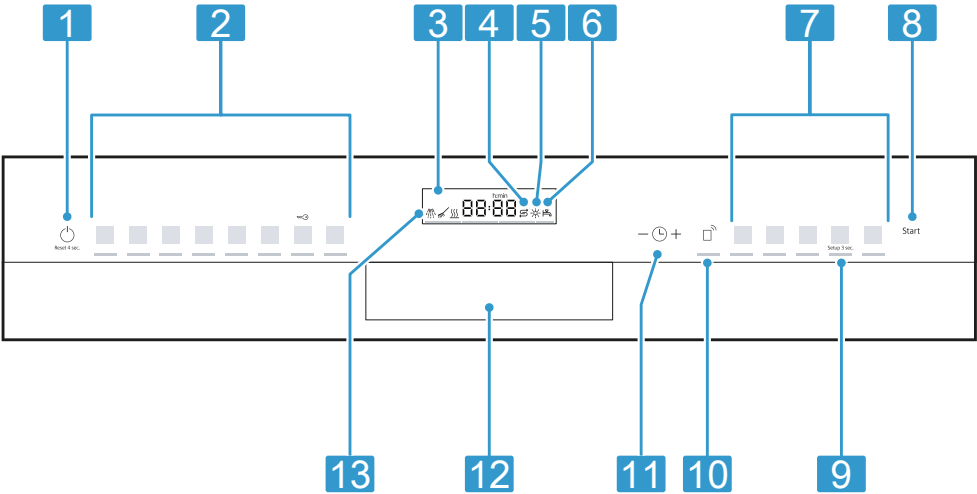 1 2 3 4 5 6 7 8
h:min
88:88
Reset 4 sec.
− +
Setup 3 sec.
Start
13 12 11 10 9